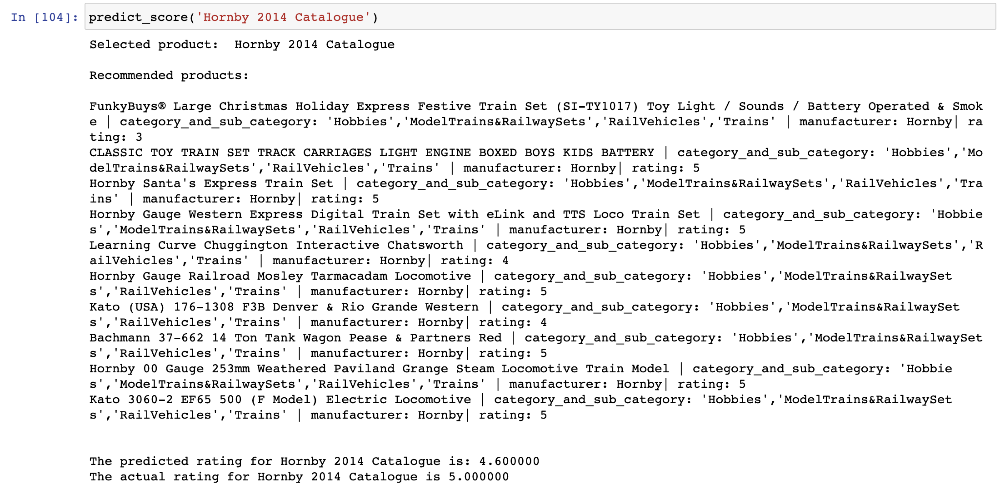 In [104]: predict_score('Hornby 2014 Catalogue')
Selected product:  Hornby 2014 Catalogue
Recommended products:
FunkyBuys® Large Christmas Holiday Express Festive Train Set (SI-TY1017) Toy Light / Sounds / Battery Operated & Smok
e | category_and_sub_category: 'Hobbies','ModelTrains&RailwaySets','RailVehicles','Trains' | manufacturer: Hornby| ra
ting: 3
CLASSIC TOY TRAIN SET TRACK CARRIAGES LIGHT ENGINE BOXED BOYS KIDS BATTERY | category_and_sub_category: 'Hobbies','Mo
delTrains&RailwaySets','RailVehicles','Trains' | manufacturer: Hornby| rating: 5
Hornby Santa's Express Train Set | category_and_sub_category: 'Hobbies','ModelTrains&RailwaySets','RailVehicles','Tra
ins' | manufacturer: Hornby| rating: 5
Hornby Gauge Western Express Digital Train Set with eLink and TTS Loco Train Set | category_and_sub_category: 'Hobbie
s','ModelTrains&RailwaySets','RailVehicles','Trains' | manufacturer: Hornby| rating: 5
Learning Curve Chuggington Interactive Chatsworth | category_and_sub_category: 'Hobbies','ModelTrains&RailwaySets','R
ailVehicles','Trains' | manufacturer: Hornby| rating: 4
Hornby Gauge Railroad Mosley Tarmacadam Locomotive | category_and_sub_category: 'Hobbies','ModelTrains&RailwaySet
s','RailVehicles','Trains' | manufacturer: Hornby| rating: 5
Kato (USA) 176-1308 F3B Denver & Rio Grande Western | category_and_sub_category: 'Hobbies','ModelTrains&RailwaySet
s','RailVehicles','Trains' | manufacturer: Hornby| rating: 4
Bachmann 37-662 14 Ton Tank Wagon Pease & Partners Red | category_and_sub_category: 'Hobbies','ModelTrains&RailwaySet
s','RailVehicles','Trains' | manufacturer: Hornby| rating: 5
Hornby 00 Gauge 253mm Weathered Paviland Grange Steam Locomotive Train Model | category_and_sub_category: 'Hobbie
s','ModelTrains&RailwaySets','RailVehicles','Trains' | manufacturer: Hornby| rating: 5
Kato 3060-2 EF65 500 (F Model) Electric Locomotive | category_and_sub_category: 'Hobbies','ModelTrains&RailwaySet
s','RailVehicles','Trains' | manufacturer: Hornby| rating: 5
The predicted rating for Hornby 2014 Catalogue is: 4.600000
The actual rating for Hornby 2014 Catalogue is 5.000000